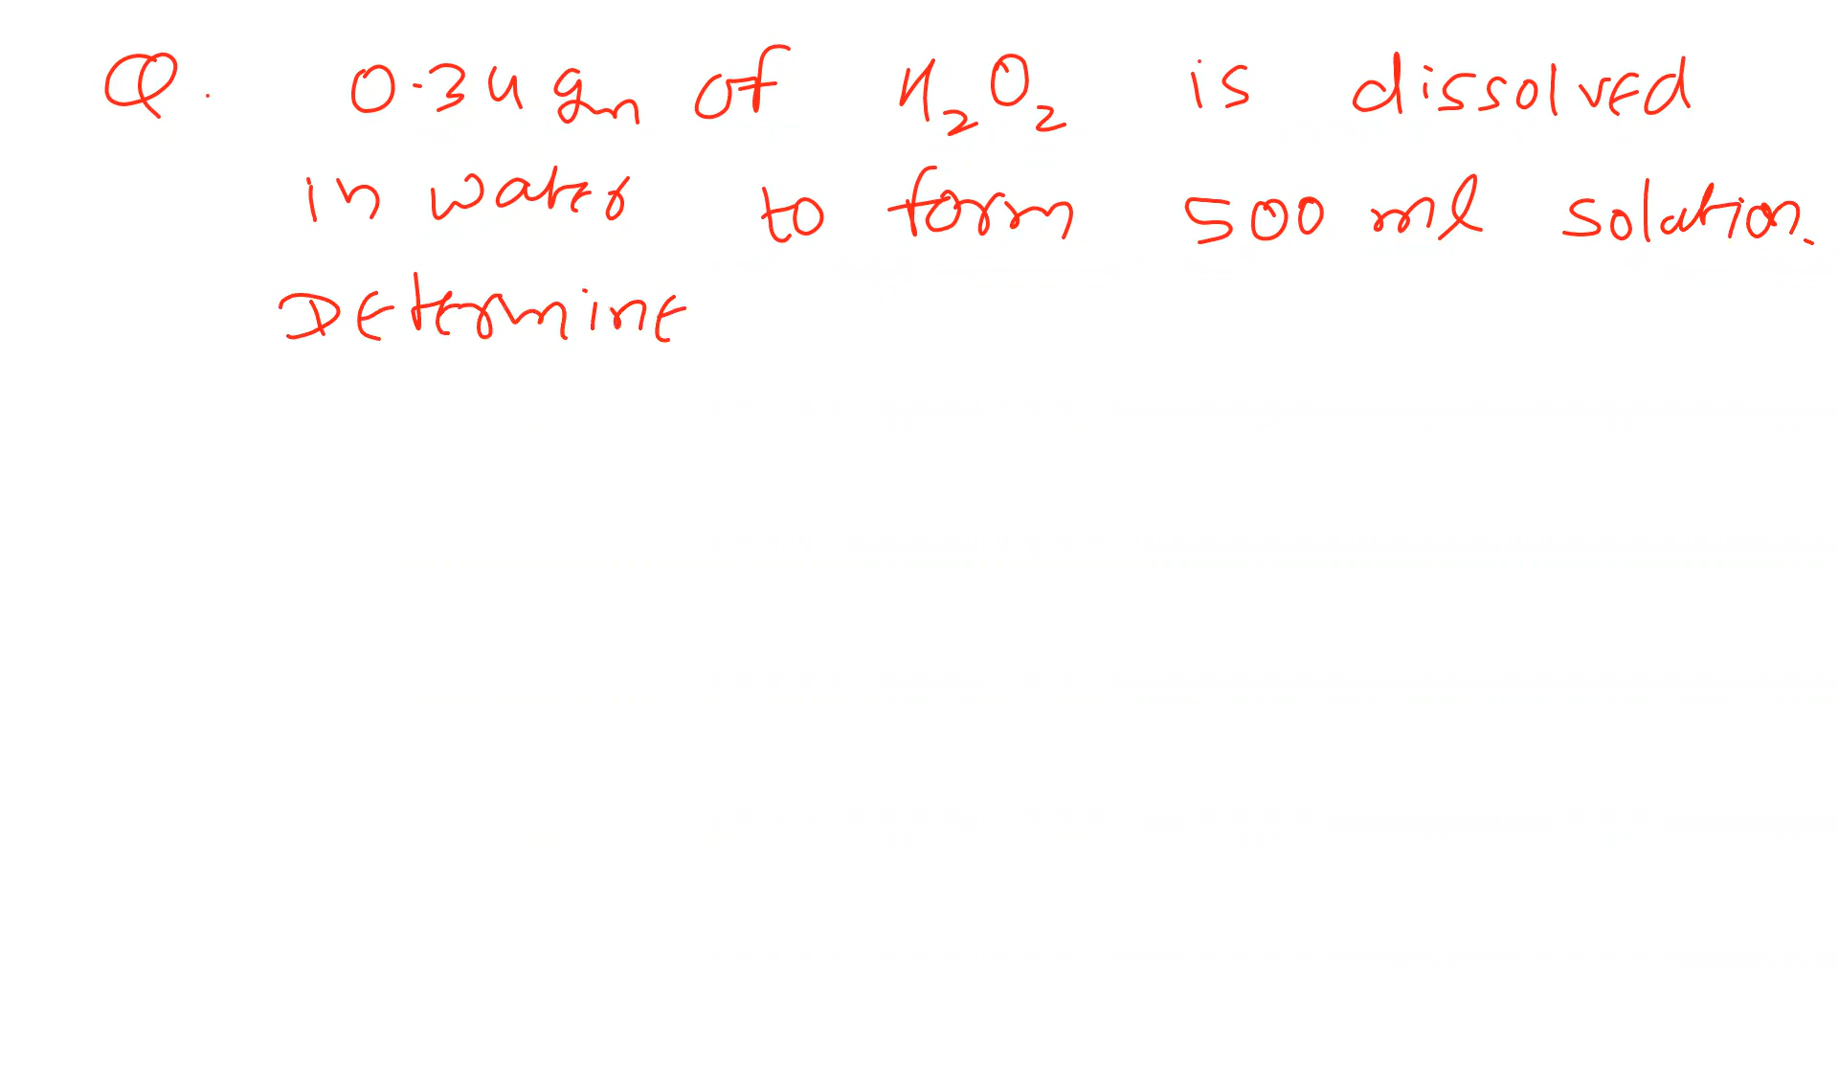 Q. 0.34 gm of H₂O₂ is dissolved
in water to form 500 ml solution.
Determine